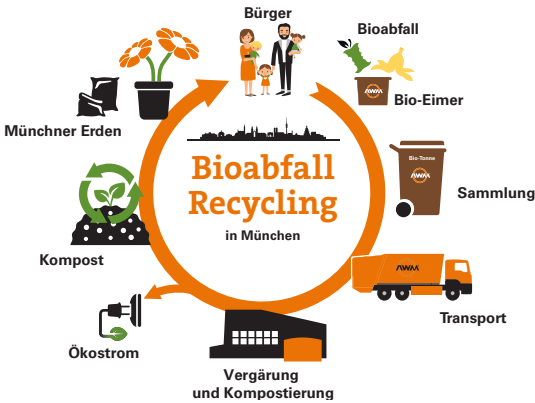 Bürger
Bioabfall
AWM
Bio-Eimer
Bio-Tonne
AWM
Sammlung
AWM
Transport
Vergärung
und Kompostierung
Ökostrom
Kompost
Münchner Erden
Bioabfall
Recycling
in München